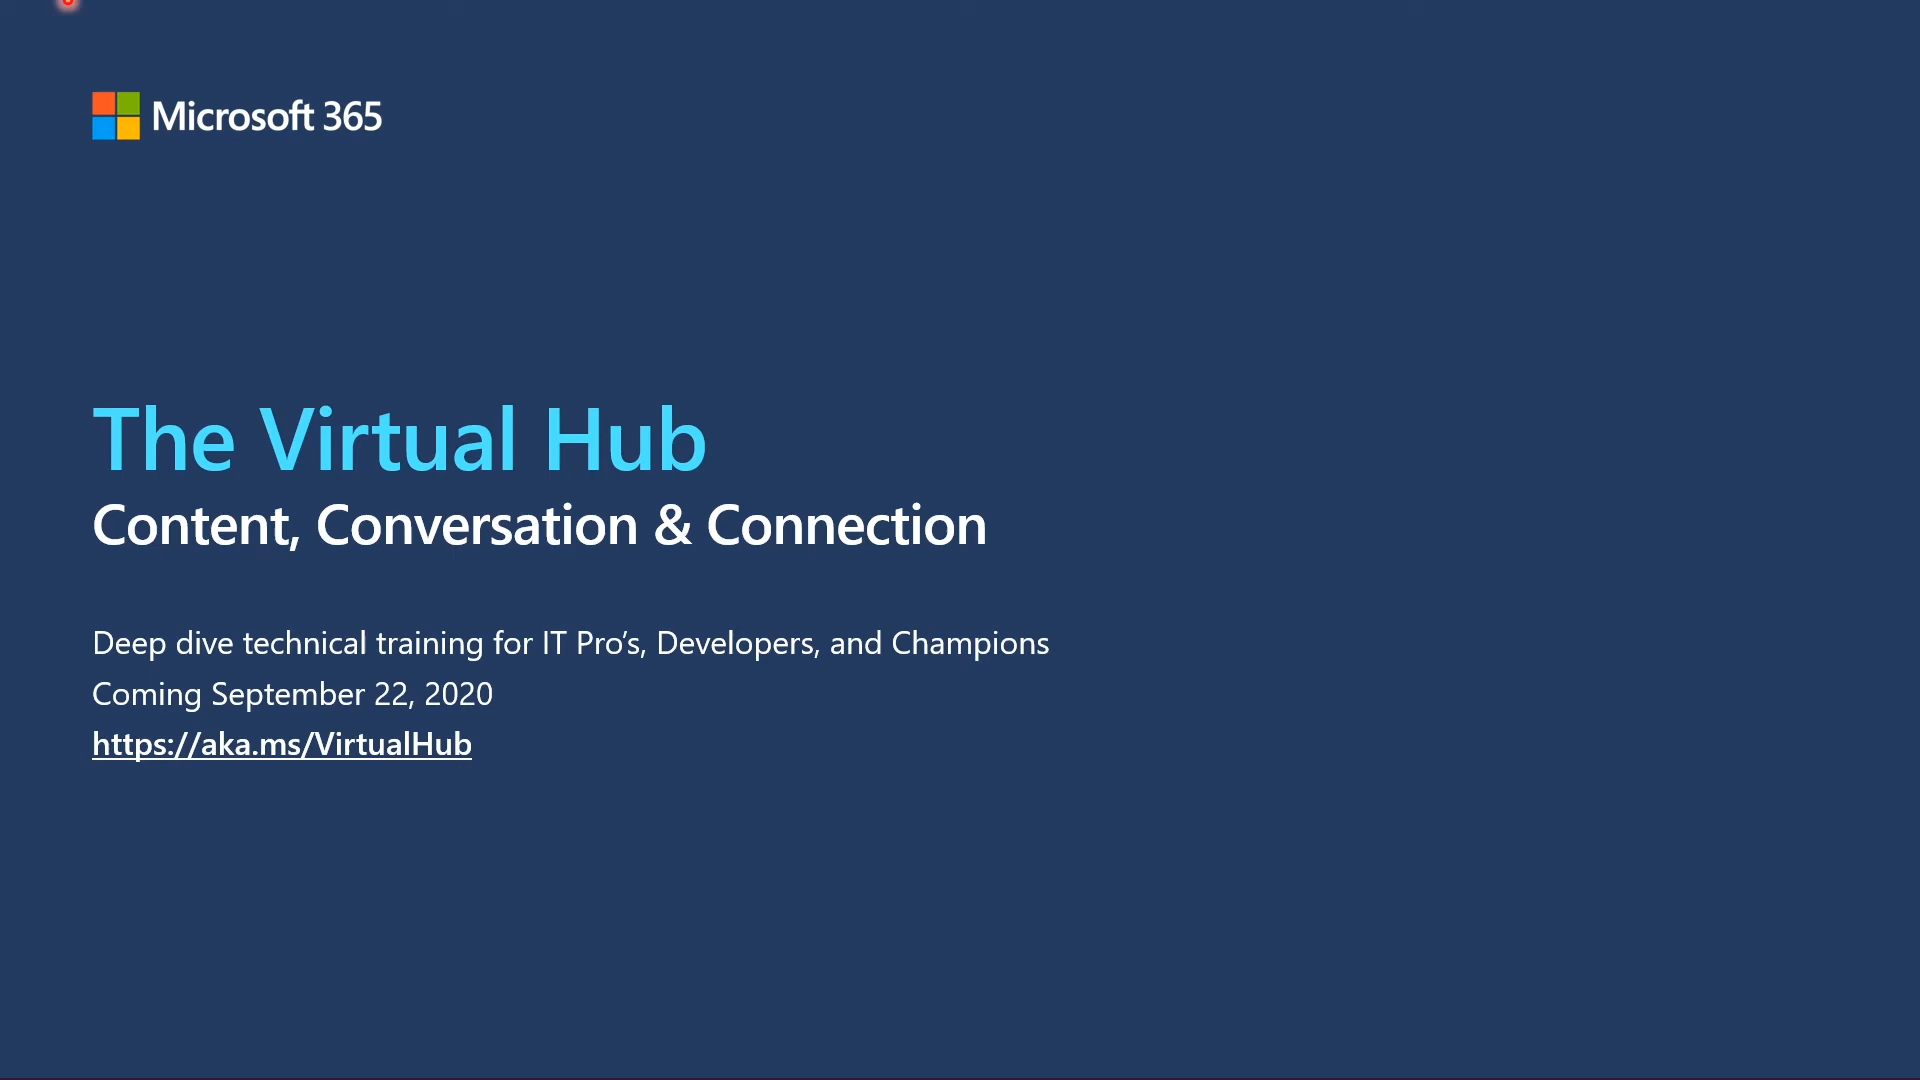 Microsoft 365
The Virtual Hub
Content, Conversation & Connection
Deep dive technical training for IT Pro’s, Developers, and Champions
Coming September 22, 2020
https://aka.ms/VirtualHub